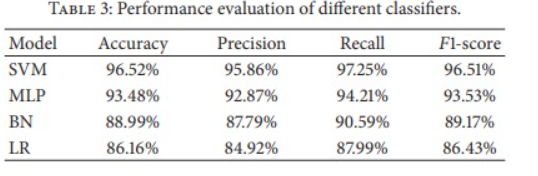 TABLE 3: Performance evaluation of different classifiers.
Model Accuracy Precision Recall F1-score
SVM 96.52% 95.86% 97.25% 96.51%
MLP 93.48% 92.87% 94.21% 93.53%
BN 88.99% 87.79% 90.59% 89.17%
LR 86.16% 84.92% 87.99% 86.43%